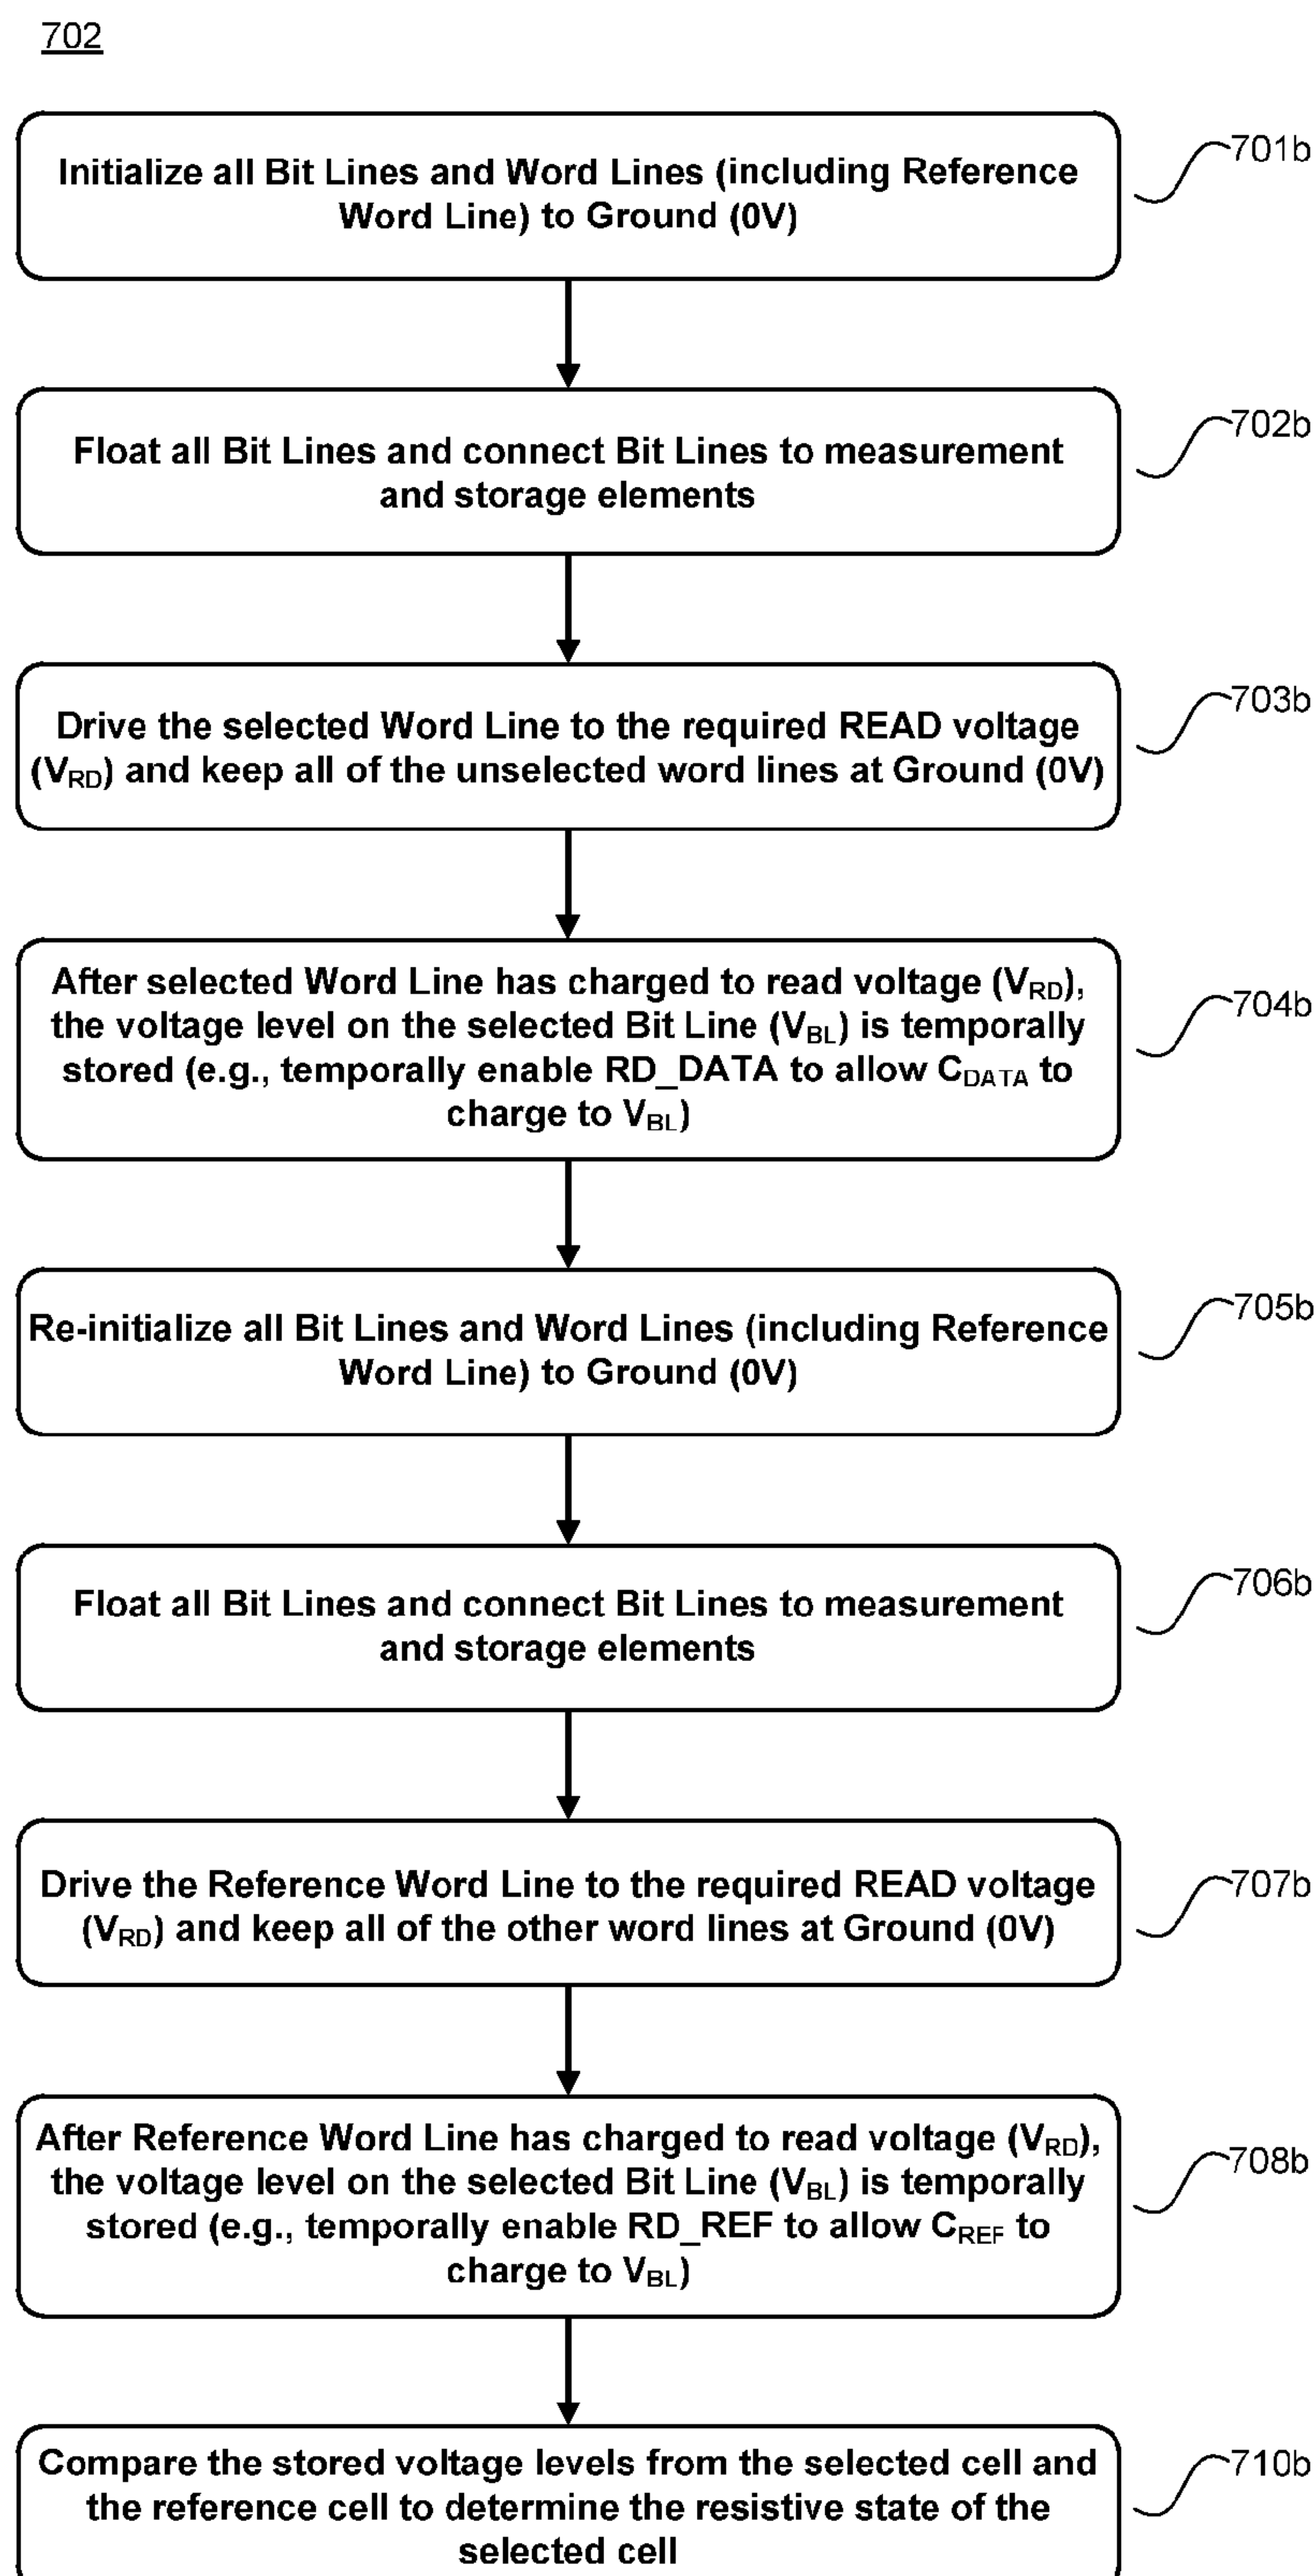 702
Initialize all Bit Lines and Word Lines (including Reference
Word Line) to Ground (0V)
701b
Float all Bit Lines and connect Bit Lines to measurement
and storage elements
702b
Drive the selected Word Line to the required READ voltage
(VRD) and keep all of the unselected word lines at Ground (0V)
703b
After selected Word Line has charged to read voltage (VRD),
the voltage level on the selected Bit Line (VBL) is temporally
stored (e.g., temporally enable RD_DATA to allow CDATA to
charge to VBL)
704b
Re-initialize all Bit Lines and Word Lines (including Reference
Word Line) to Ground (0V)
705b
Float all Bit Lines and connect Bit Lines to measurement
and storage elements
706b
Drive the Reference Word Line to the required READ voltage
(VRD) and keep all of the other word lines at Ground (0V)
707b
After Reference Word Line has charged to read voltage (VRD),
the voltage level on the selected Bit Line (VBL) is temporally
stored (e.g., temporally enable RD_REF to allow CREF to
charge to VBL)
708b
Compare the stored voltage levels from the selected cell and
the reference cell to determine the resistive state of the
selected cell
710b